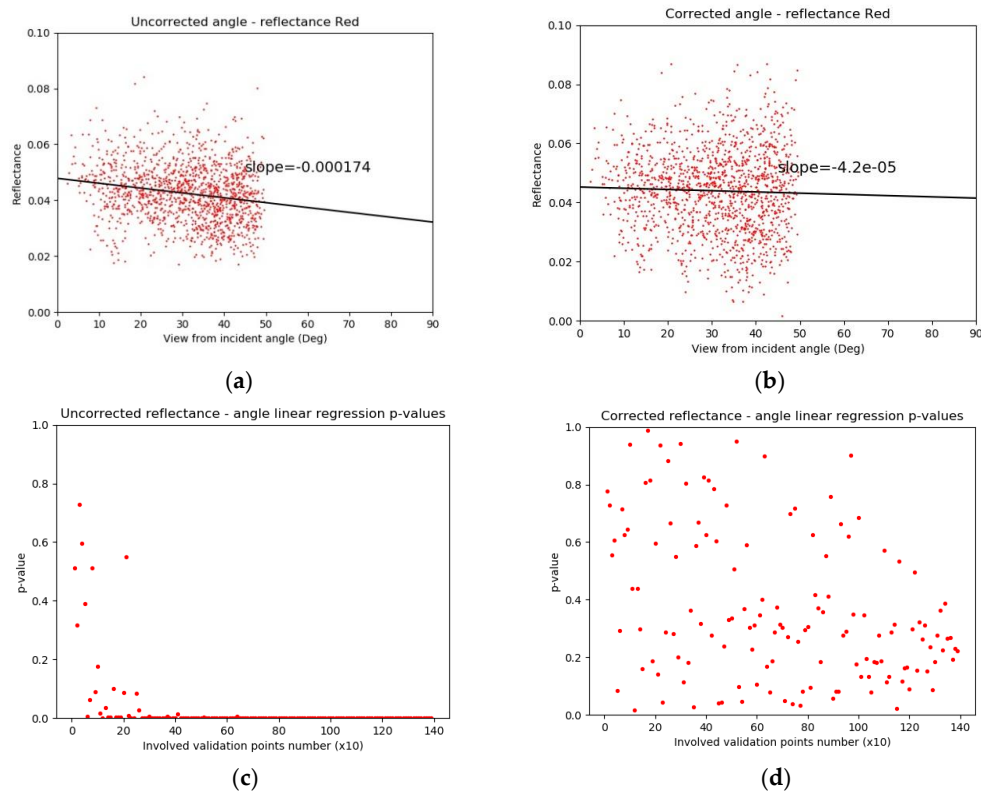 Uncorrected angle - reflectance Red
0.10
0.08
0.06
0.04
0.02
0.00
Reflectance
slope=-0.000174
0 10 20 30 40 50 60 70 80 90
View from incident angle (Deg)
(a)
Corrected angle - reflectance Red
0.10
0.08
0.06
0.04
0.02
0.00
Reflectance
slope=-4.2e-05
0 10 20 30 40 50 60 70 80 90
View from incident angle (Deg)
(b)
Uncorrected reflectance - angle linear regression p-values
1.0
0.8
0.6
0.4
0.2
0.0
p-value
0 20 40 60 80 100 120 140
Involved validation points number (x10)
(c)
Corrected reflectance - angle linear regression p-values
1.0
0.8
0.6
0.4
0.2
0.0
p-value
0 20 40 60 80 100 120 140
Involved validation points number (x10)
(d)